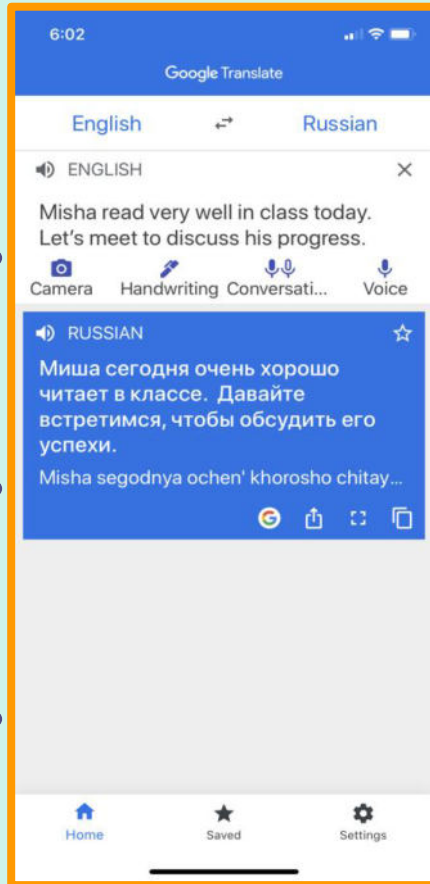 6:02
Google Translate
English Russian
ENGLISH
Misha read very well in class today.
Let's meet to discuss his progress.
Camera Handwriting Conversati... Voice
RUSSIAN
Миша сегодня очень хорошо
читает в классе. Давайте
встретимся, чтобы обсудить его
успехи.
Misha segodnya ochen' khorosho chitay...
Home Saved Settings